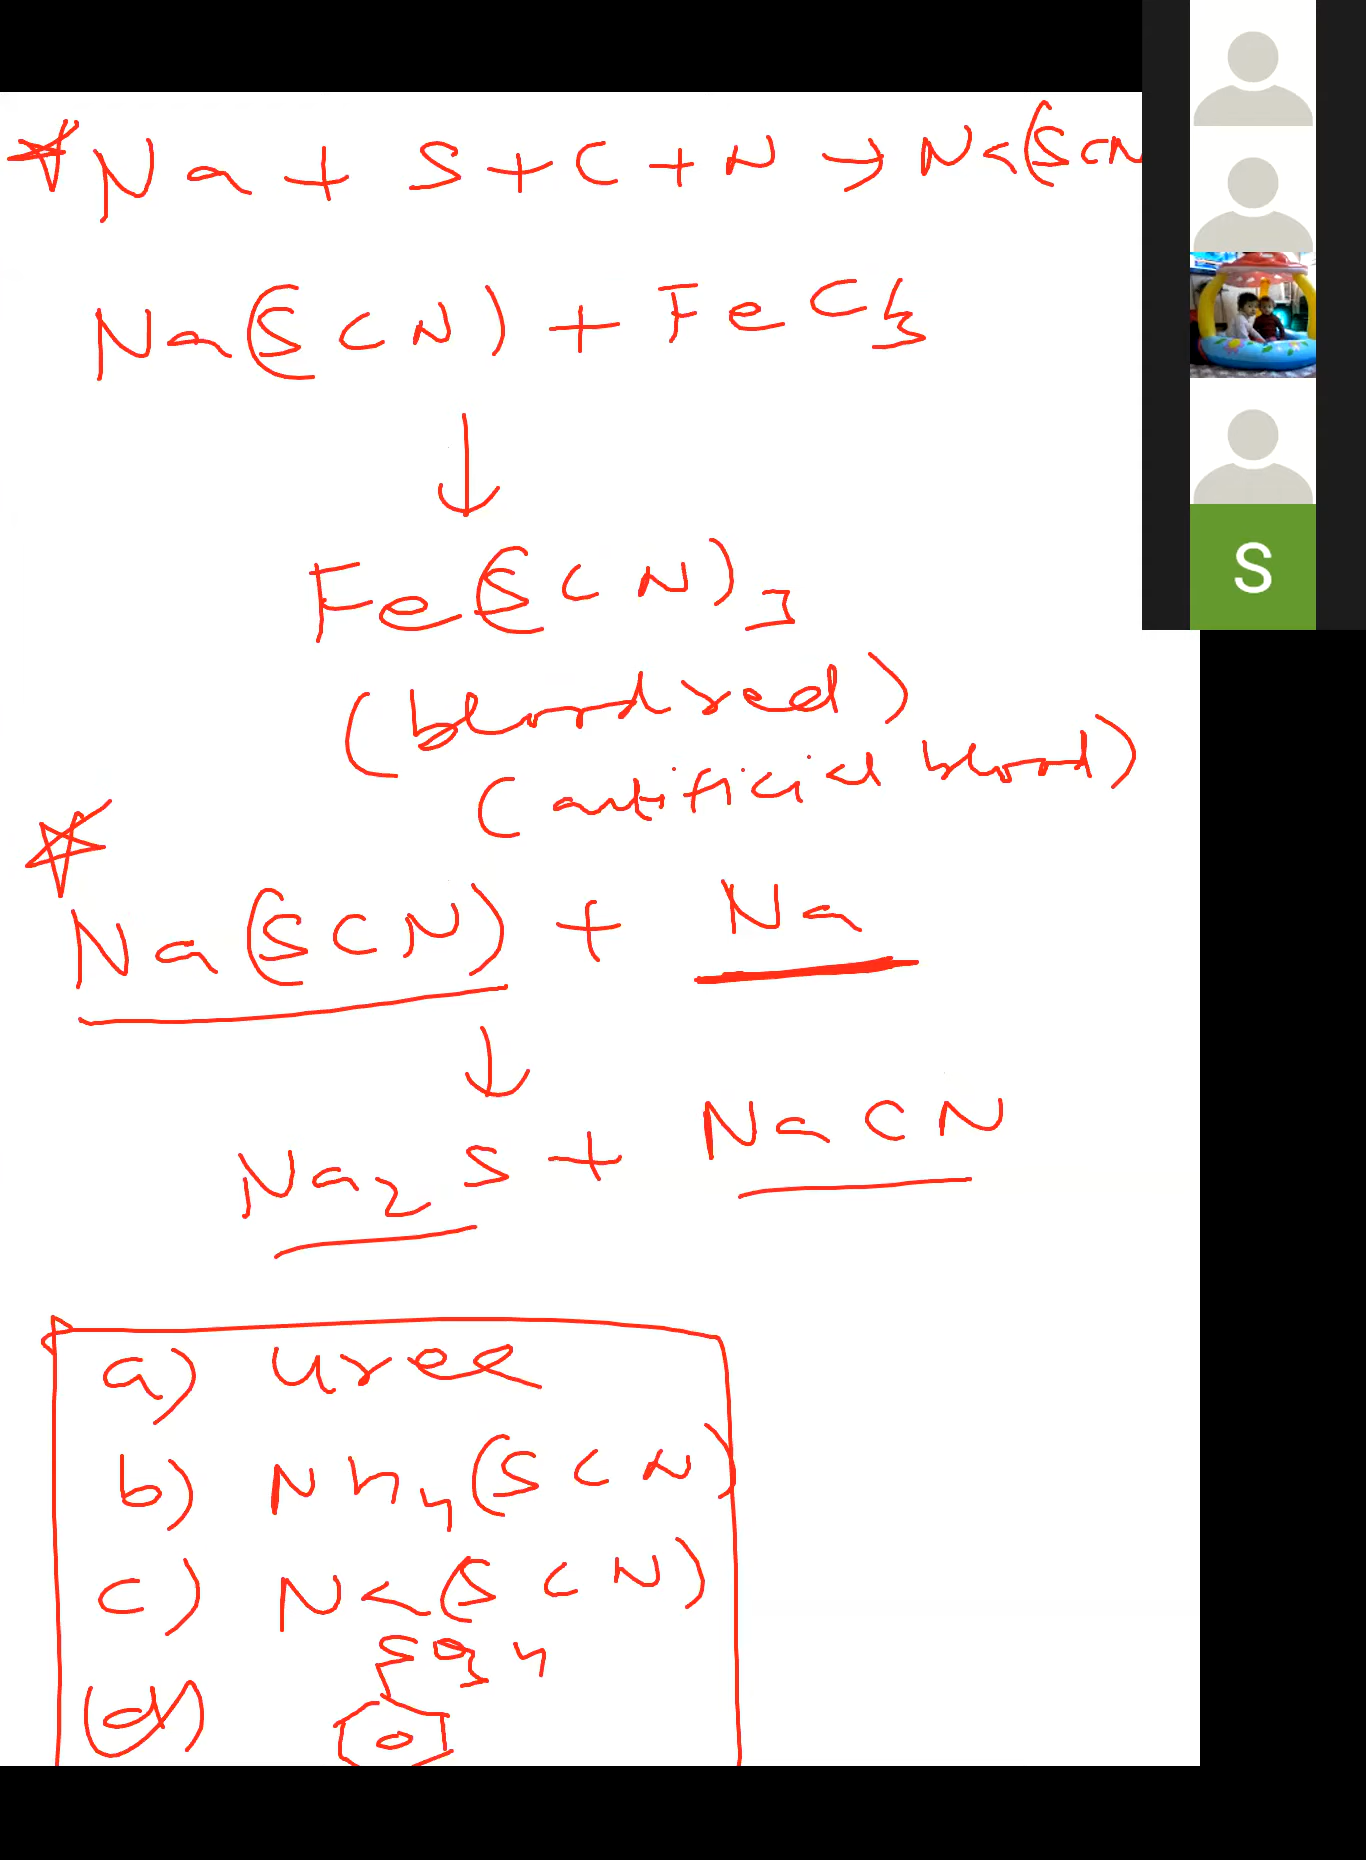 Na + S + C + N → Na(SCN
Na(SCN) + FeCl3
↓
Fe(SCN)3
(blood red)
(artificial blood)
Na(SCN) + Na
↓
Na2S + NaCN
a) urea
b) NH4(SCN)
c) Na(SCN)
SO3H
(d)
S